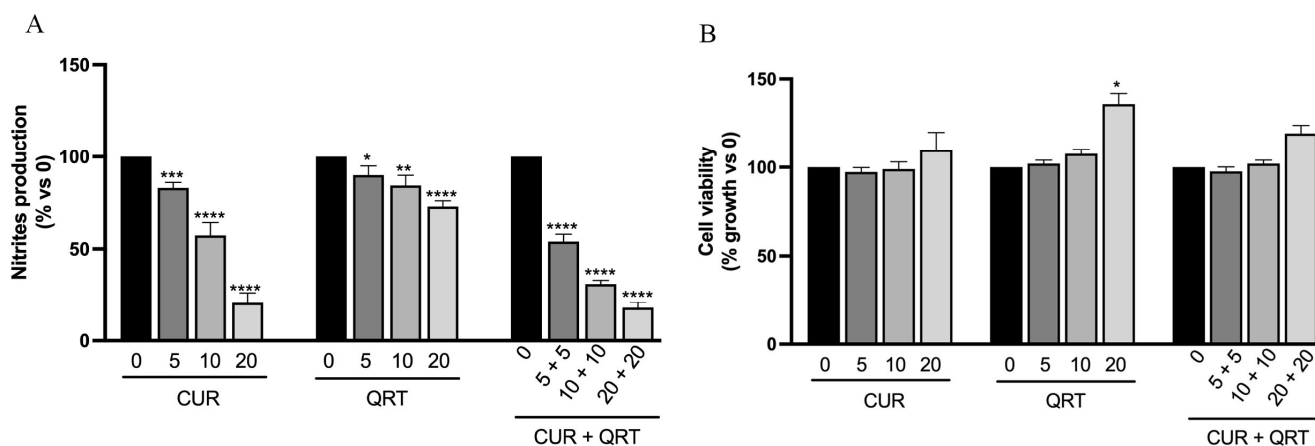 A
Nitrites production
(% vs 0)
150
100
50
0
***
****
****
*
**
****
****
****
****
0 5 10 20
0 5 10 20
0 5 + 5 10 + 10 20 + 20
CUR
QRT
CUR + QRT
B
Cell viability
(% growth vs 0)
150
100
50
0
*
0 5 10 20
0 5 10 20
0 5 + 5 10 + 10 20 + 20
CUR
QRT
CUR + QRT